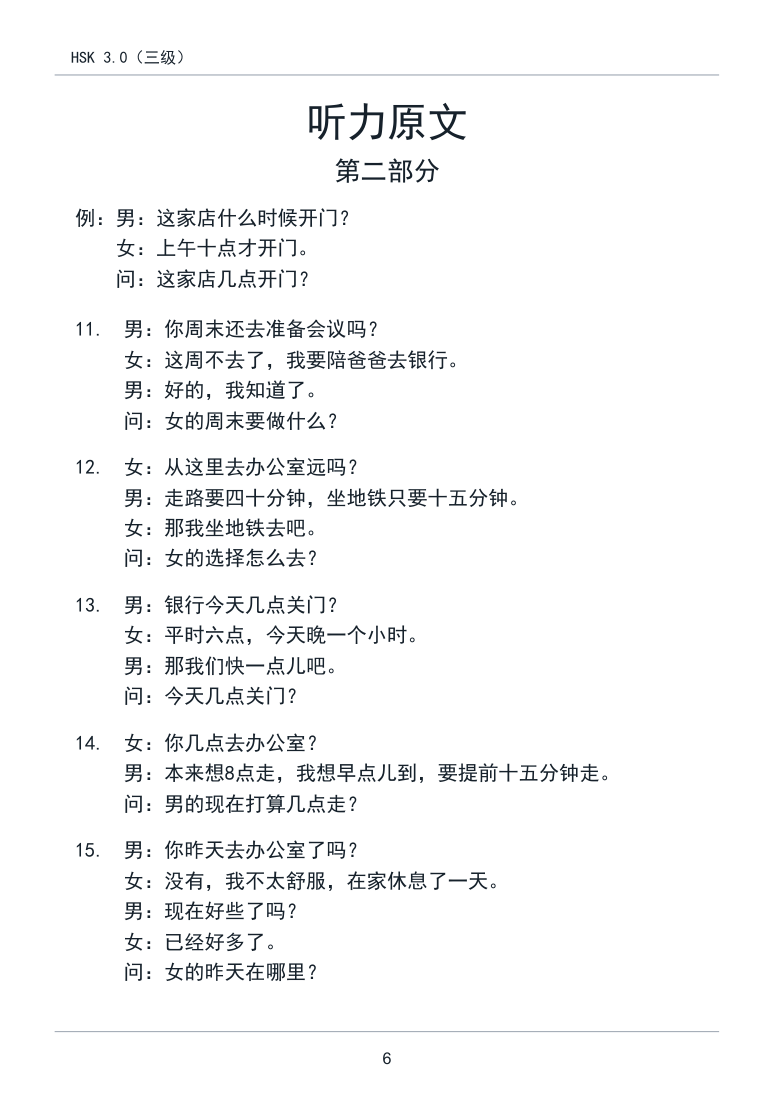 HSK 3.0（三级）
听力原文
第二部分
例：男：这家店什么时候开门？
女：上午十点才开门。
问：这家店几点开门？
11. 男：你周末还去准备会议吗？
女：这周不去了，我要陪爸爸去银行。
男：好的，我知道了。
问：女的周末要做什么？
12. 女：从这里去办公室远吗？
男：走路要四十分钟，坐地铁只要十五分钟。
女：那我坐地铁去吧。
问：女的选择怎么去？
13. 男：银行今天几点关门？
女：平时六点，今天晚一个小时。
男：那我们快一点儿吧。
问：今天几点关门？
14. 女：你几点去办公室？
男：本来想8点走，我想早点儿到，要提前十五分钟走。
问：男的现在打算几点走？
15. 男：你昨天去办公室了吗？
女：没有，我不太舒服，在家休息了一天。
男：现在好些了吗？
女：已经好多了。
问：女的昨天在哪里？
6